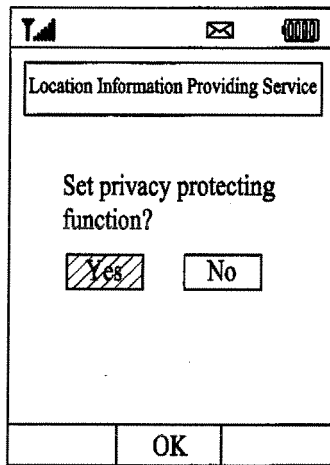 Location Information Providing Service
Set privacy protecting
function?
Yes
No
OK